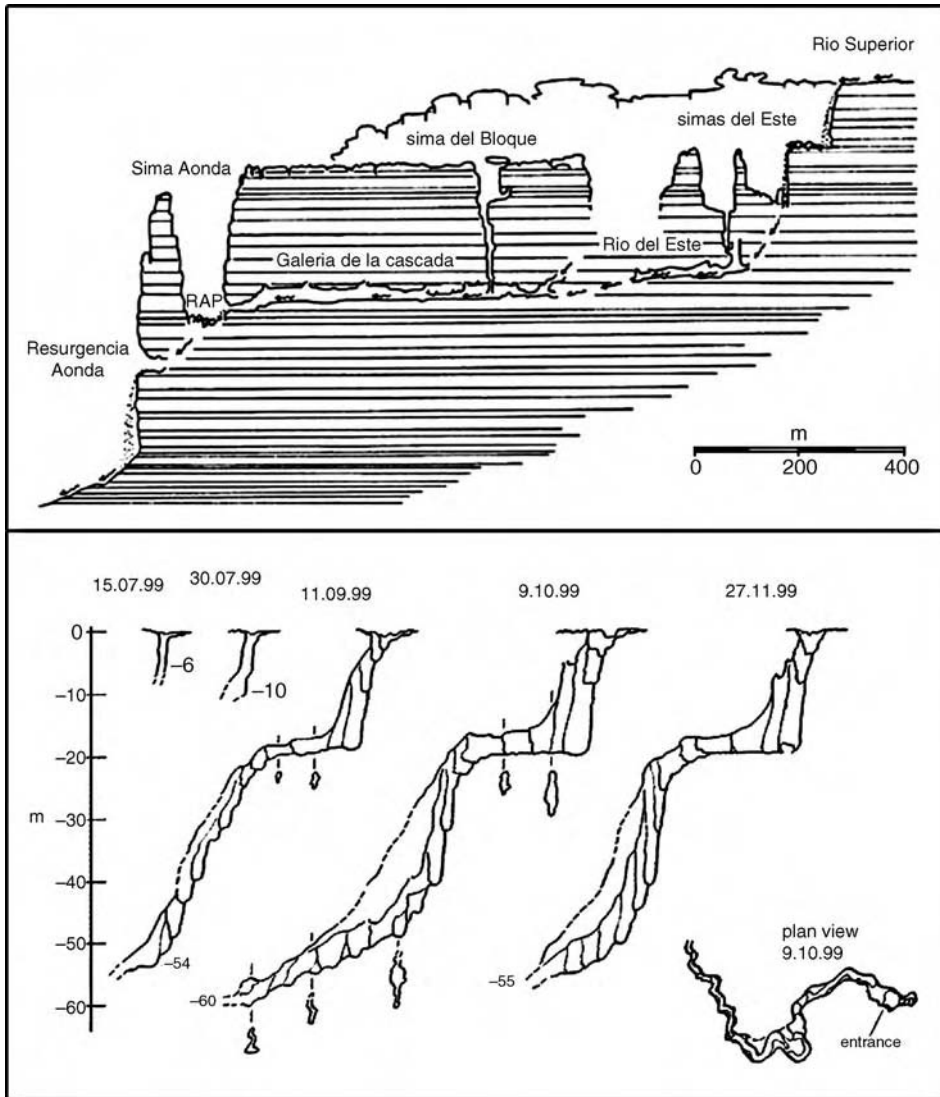 Rio Superior
simas del Este
sima del Bloque
Sima Aonda
Rio del Este
Galeria de la cascada
RAP
Resurgencia
Aonda
m
0 200 400
15.07.99 30.07.99 11.09.99 9.10.99 27.11.99
0
–6
–10
–10
–20
m
–30
–40
–50
–54
–60
–60
–55
plan view
9.10.99
entrance